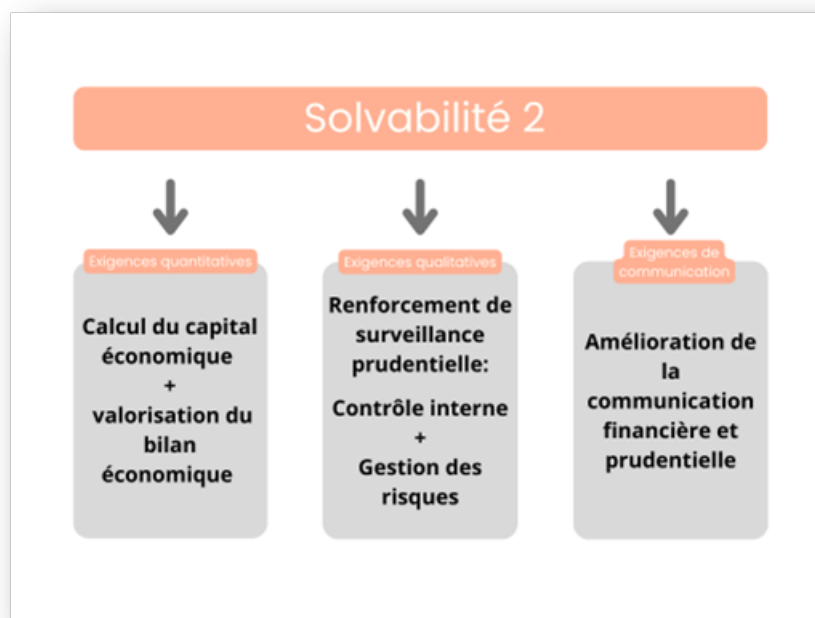 Solvabilité 2
Exigences quantitatives
Calcul du capital
économique
+
valorisation du
bilan
économique
Exigences qualitatives
Renforcement de
surveillance
prudentielle:
Contrôle interne
+
Gestion des
risques
Exigences de
communication
Amélioration de
la
communication
financière et
prudentielle